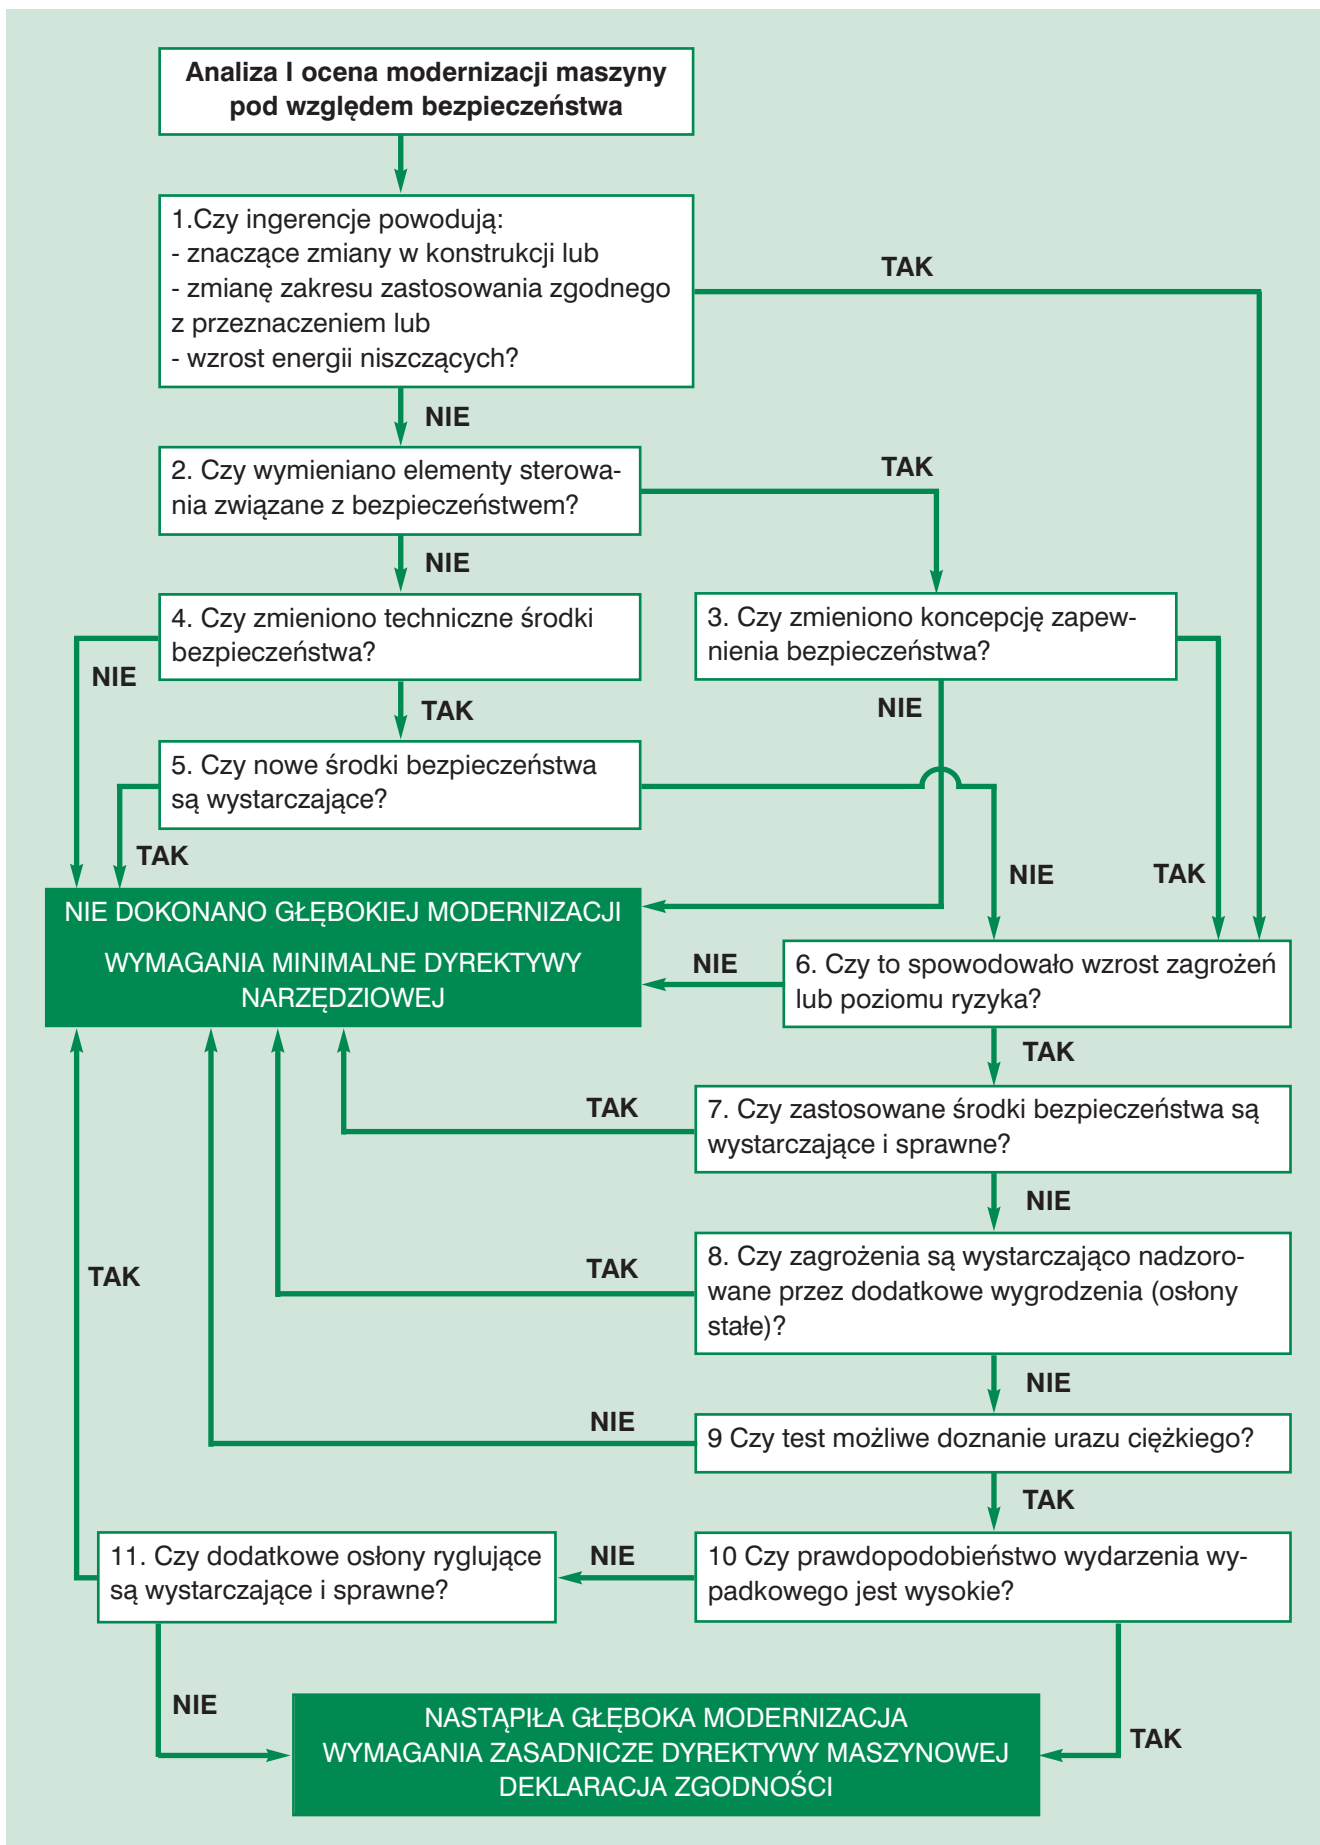 Analiza I ocena modernizacji maszyny
pod względem bezpieczeństwa
1.Czy ingerencje powodują:
- znaczące zmiany w konstrukcji lub
- zmianę zakresu zastosowania zgodnego
z przeznaczeniem lub
- wzrost energii niszczących?
TAK
NIE
2. Czy wymieniano elementy sterowa-
nia związane z bezpieczeństwem?
TAK
NIE
4. Czy zmieniono techniczne środki
bezpieczeństwa?
3. Czy zmieniono koncepcję zapew-
nienia bezpieczeństwa?
NIE
TAK
NIE
5. Czy nowe środki bezpieczeństwa
są wystarczające?
TAK
NIE
TAK
NIE DOKONANO GŁĘBOKIEJ MODERNIZACJI
WYMAGANIA MINIMALNE DYREKTYWY
NARZĘDZIOWEJ
NIE
6. Czy to spowodowało wzrost zagrożeń
lub poziomu ryzyka?
TAK
TAK
7. Czy zastosowane środki bezpieczeństwa są
wystarczające i sprawne?
NIE
TAK
TAK
8. Czy zagrożenia są wystarczająco nadzoro-
wane przez dodatkowe wygrodzenia (osłony
stałe)?
NIE
NIE
9 Czy test możliwe doznanie urazu ciężkiego?
TAK
11. Czy dodatkowe osłony ryglujące
są wystarczające i sprawne?
NIE
10 Czy prawdopodobieństwo wydarzenia wy-
padkowego jest wysokie?
NIE
TAK
NASTĄPIŁA GŁĘBOKA MODERNIZACJA
WYMAGANIA ZASADNICZE DYREKTYWY MASZYNOWEJ
DEKLARACJA ZGODNOŚCI